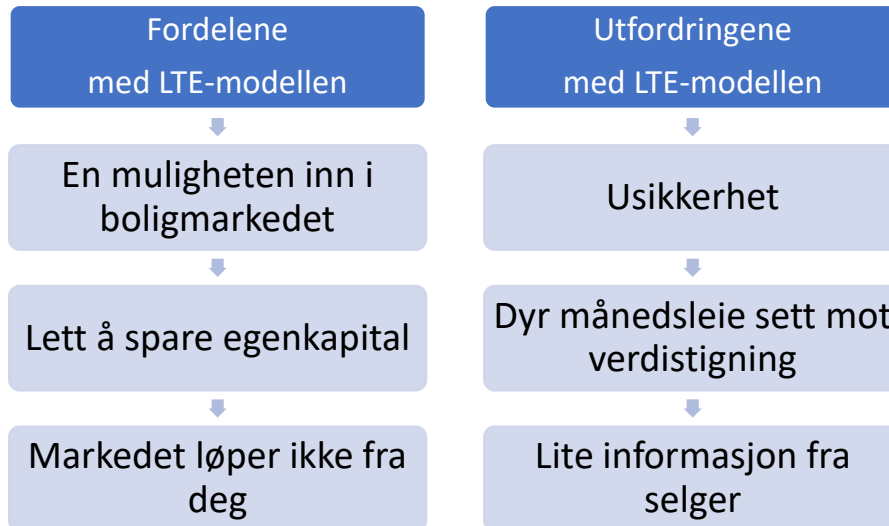 Fordelene
med LTE-modellen
En muligheten inn i
boligmarkedet
Lett å spare egenkapital
Markedet løper ikke fra
deg
Utfordringene
med LTE-modellen
Usikkerhet
Dyr månedsleie sett mot
verdistigning
Lite informasjon fra
selger